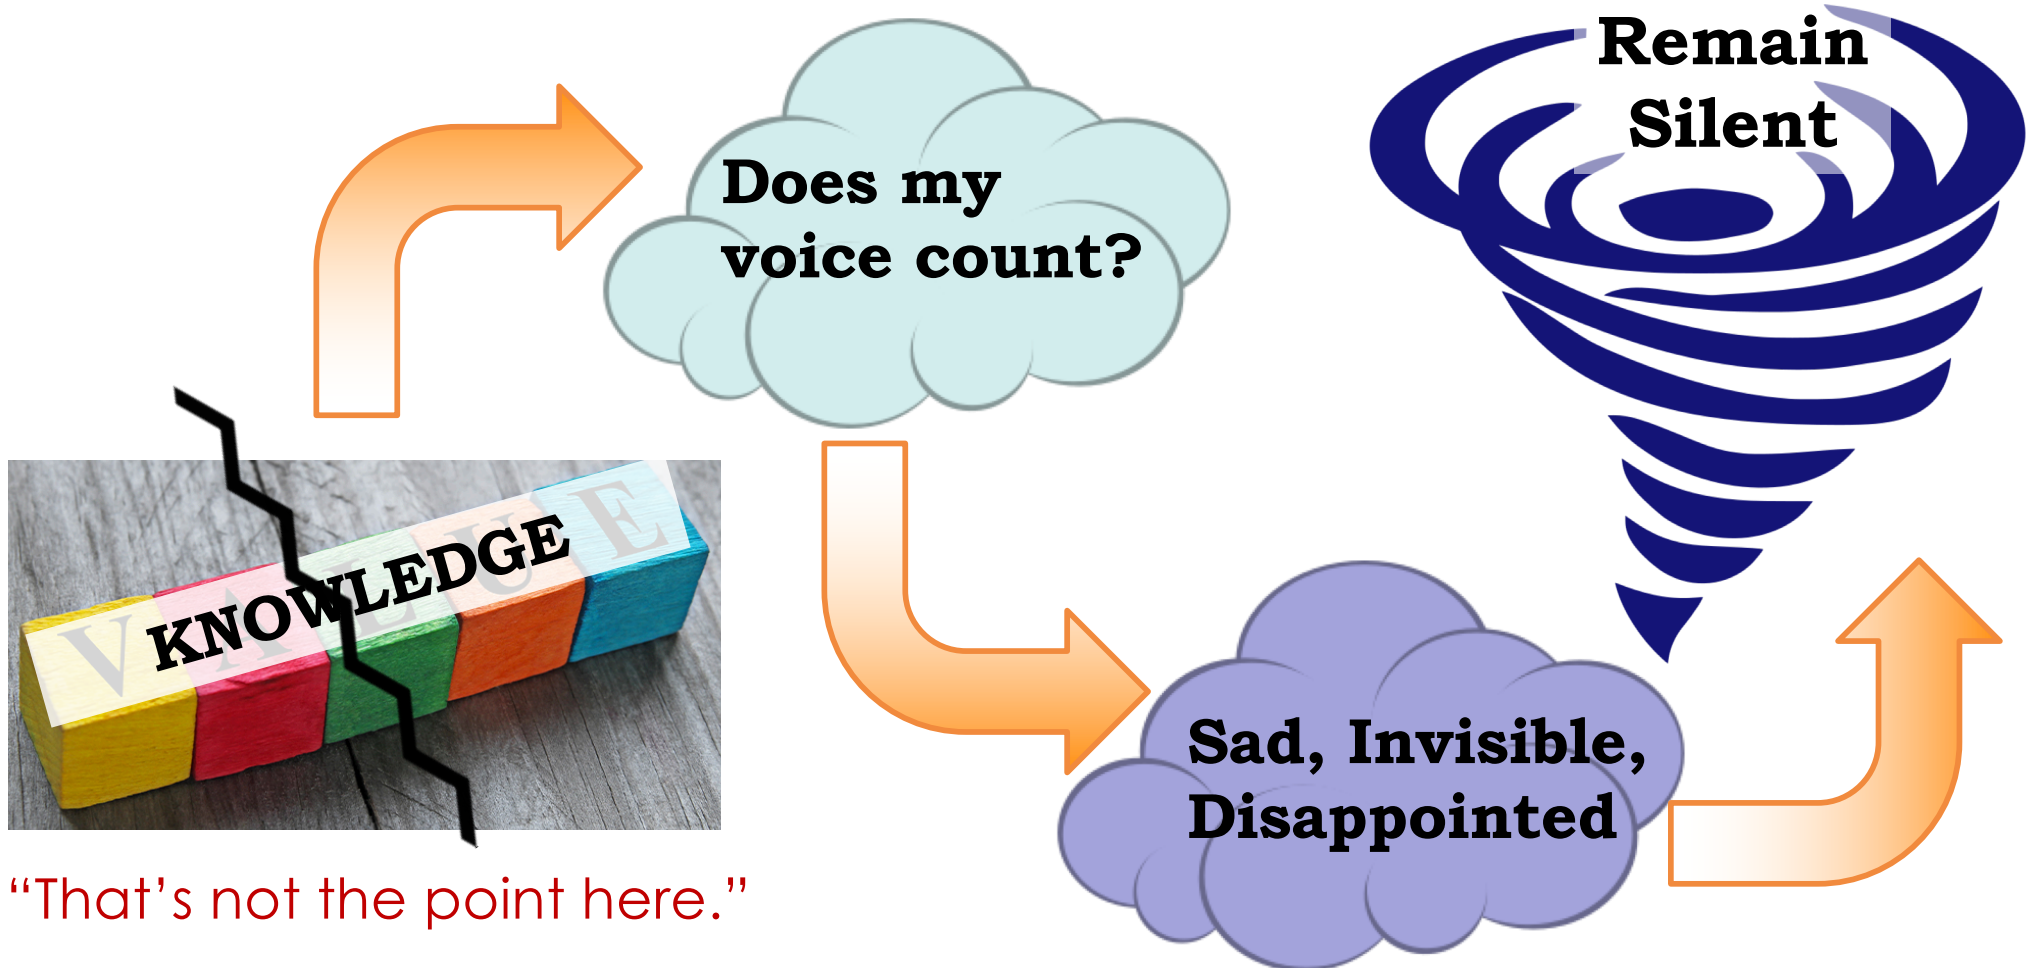 Remain
Silent
Does my
voice count?
VALUE
KNOWLEDGE
Sad, Invisible,
Disappointed
“That’s not the point here.”